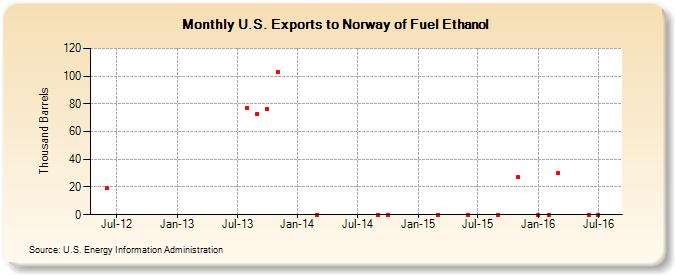 Monthly U.S. Exports to Norway of Fuel Ethanol
Thousand Barrels
120
100
80
60
40
20
0
Jul-12 Jan-13 Jul-13 Jan-14 Jul-14 Jan-15 Jul-15 Jan-16 Jul-16
Source: U.S. Energy Information Administration